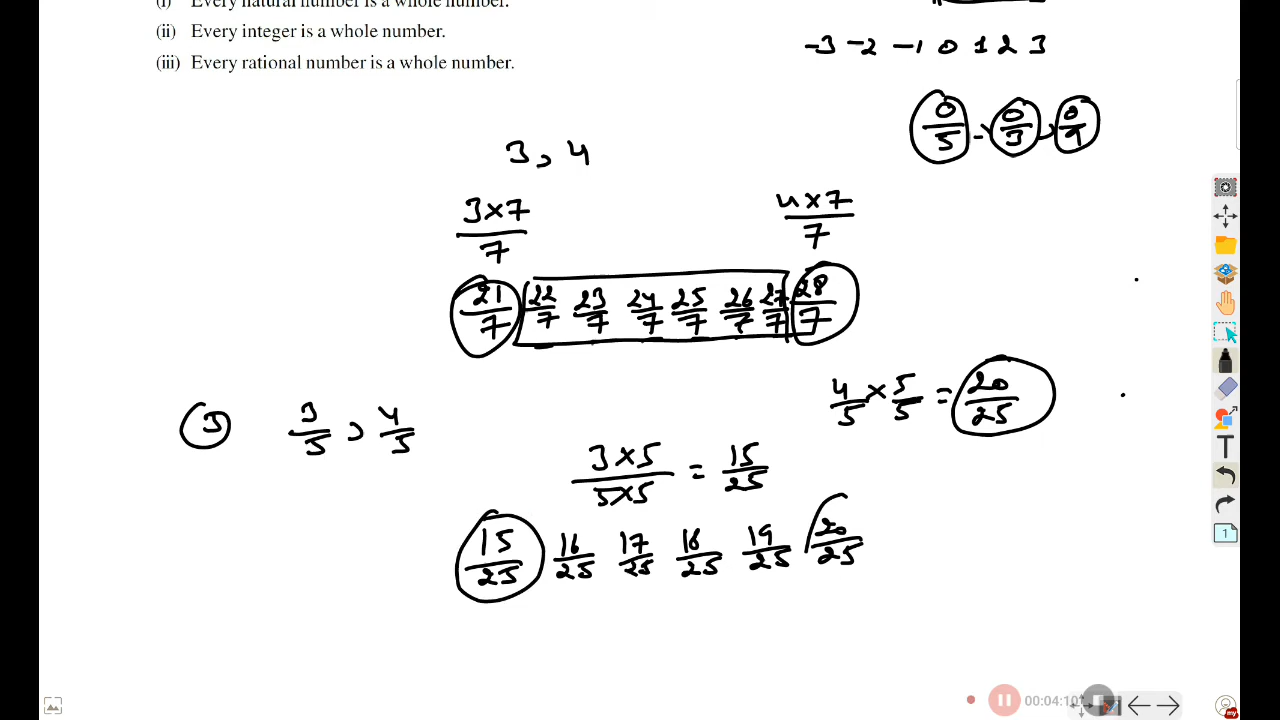 (i) Every natural number is a whole number.
(ii) Every integer is a whole number.
(iii) Every rational number is a whole number.
-3 -2 -1 0 1 2 3
0/5 , 0/3 , 0/1
3, 4
3×7/7 4×7/7
21/7 22/7 23/7 24/7 25/7 26/7 27/7 28/7
4/5 × 5/5 = 20/25
3 3/5 , 4/5
3×5/5×5 = 15/25
15/25 16/25 17/25 18/25 19/25 20/25
T
1
00:04:10